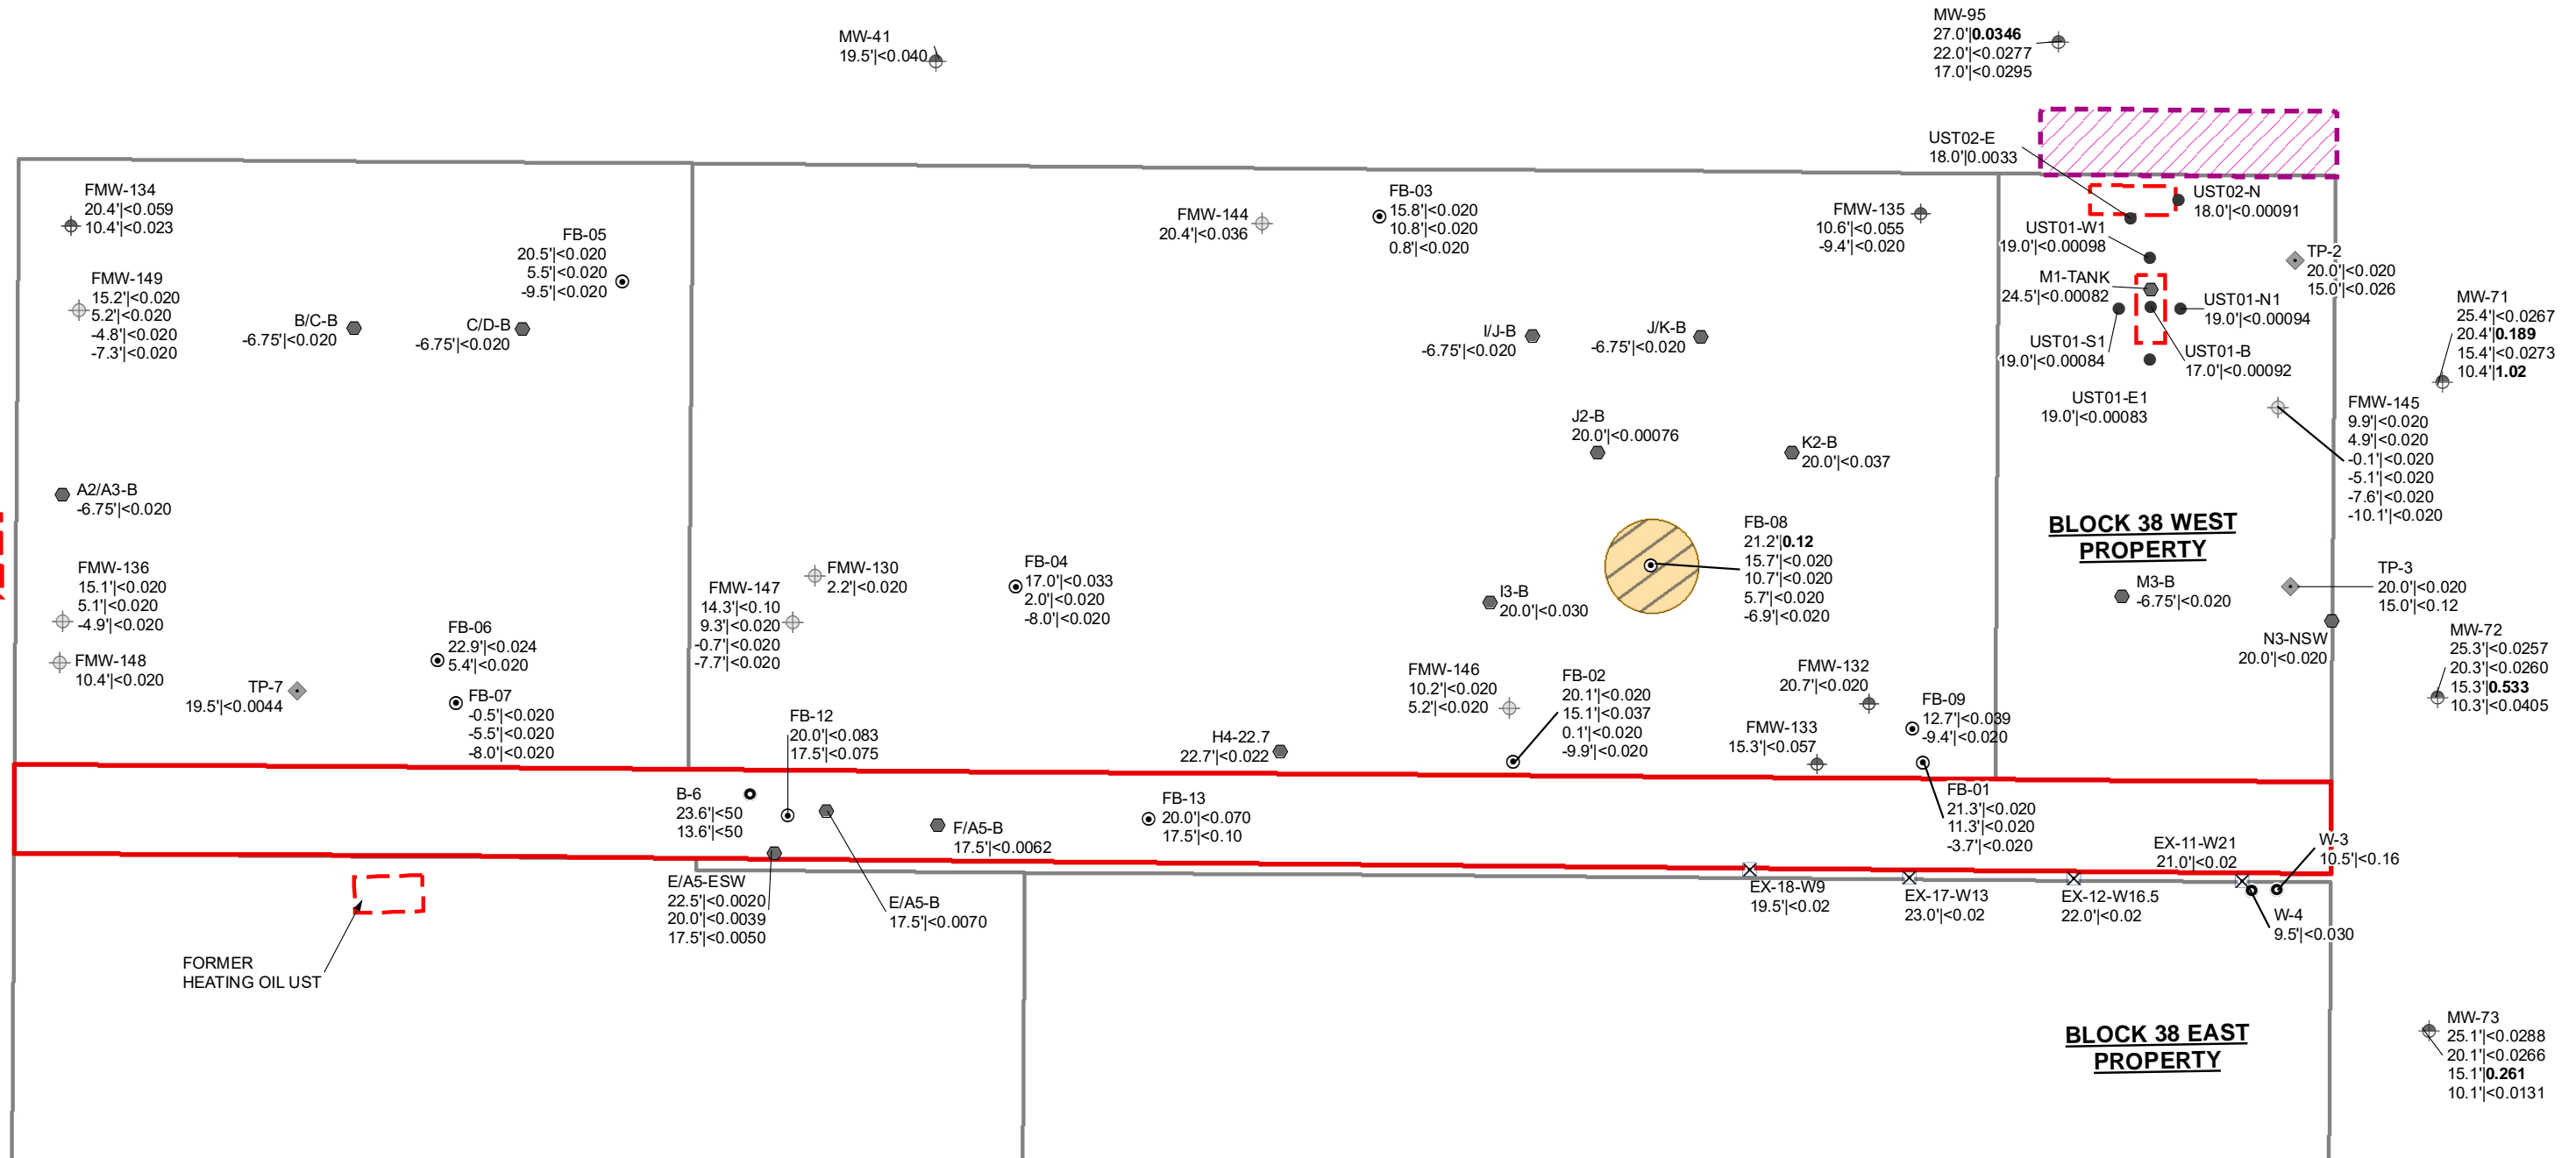 MW-41
19.5'|<0.040
MW-95
27.0'|0.0346
22.0'|<0.0277
17.0'|<0.0295
UST02-E
18.0'|0.0033
UST02-N
18.0'|<0.00091
FMW-134
20.4'|<0.059
10.4'|<0.023
FMW-149
15.2'|<0.020
5.2'|<0.020
-4.8'|<0.020
-7.3'|<0.020
FB-05
20.5'|<0.020
5.5'|<0.020
-9.5'|<0.020
B/C-B
-6.75'|<0.020
C/D-B
-6.75'|<0.020
FMW-144
20.4'|<0.036
FB-03
15.8'|<0.020
10.8'|<0.020
0.8'|<0.020
FMW-135
10.6'|<0.055
-9.4'|<0.020
UST01-W1
19.0'|<0.00098
M1-TANK
24.5'|<0.00082
UST01-S1
19.0'|<0.00084
UST01-N1
19.0'|<0.00094
UST01-B
17.0'|<0.00092
UST01-E1
19.0'|<0.00083
TP-2
20.0'|<0.020
15.0'|<0.026
MW-71
25.4'|<0.0267
20.4'|0.189
15.4'|<0.0273
10.4'|1.02
FMW-145
9.9'|<0.020
4.9'|<0.020
-0.1'|<0.020
-5.1'|<0.020
-7.6'|<0.020
-10.1'|<0.020
I/J-B
-6.75'|<0.020
J/K-B
-6.75'|<0.020
J2-B
20.0'|<0.00076
K2-B
20.0'|<0.037
A2/A3-B
-6.75'|<0.020
FMW-136
15.1'|<0.020
5.1'|<0.020
-4.9'|<0.020
FMW-148
10.4'|<0.020
TP-7
19.5'|<0.0044
FB-06
22.9'|<0.024
5.4'|<0.020
FB-07
-0.5'|<0.020
-5.5'|<0.020
-8.0'|<0.020
FMW-147
14.3'|<0.10
9.3'|<0.020
-0.7'|<0.020
-7.7'|<0.020
FMW-130
2.2'|<0.020
FB-04
17.0'|<0.033
2.0'|<0.020
-8.0'|<0.020
FB-08
21.2'|0.12
15.7'|<0.020
10.7'|<0.020
5.7'|<0.020
-6.9'|<0.020
I3-B
20.0'|<0.030
BLOCK 38 WEST
PROPERTY
M3-B
-6.75'|<0.020
TP-3
20.0'|<0.020
15.0'|<0.12
N3-NSW
20.0'|<0.020
MW-72
25.3'|<0.0257
20.3'|<0.0260
15.3'|0.533
10.3'|<0.0405
FMW-146
10.2'|<0.020
5.2'|<0.020
FB-02
20.1'|<0.020
15.1'|<0.037
0.1'|<0.020
-9.9'|<0.020
FMW-132
20.7'|<0.020
FMW-133
15.3'|<0.057
FB-09
12.7'|<0.039
-9.4'|<0.020
FB-12
20.0'|<0.083
17.5'|<0.075
H4-22.7
22.7'|<0.022
B-6
23.6'|<50
13.6'|<50
FB-13
20.0'|<0.070
17.5'|<0.10
F/A5-B
17.5'|<0.0062
FB-01
21.3'|<0.020
11.3'|<0.020
-3.7'|<0.020
EX-11-W21
21.0'|<0.02
W-3
10.5'|<0.16
E/A5-ESW
22.5'|<0.0020
20.0'|<0.0039
17.5'|<0.0050
E/A5-B
17.5'|<0.0070
EX-18-W9
19.5'|<0.02
EX-17-W13
23.0'|<0.02
EX-12-W16.5
22.0'|<0.02
W-4
9.5'|<0.030
FORMER
HEATING OIL UST
BLOCK 38 EAST
PROPERTY
MW-73
25.1'|<0.0288
20.1'|<0.0266
15.1'|0.261
10.1'|<0.0131